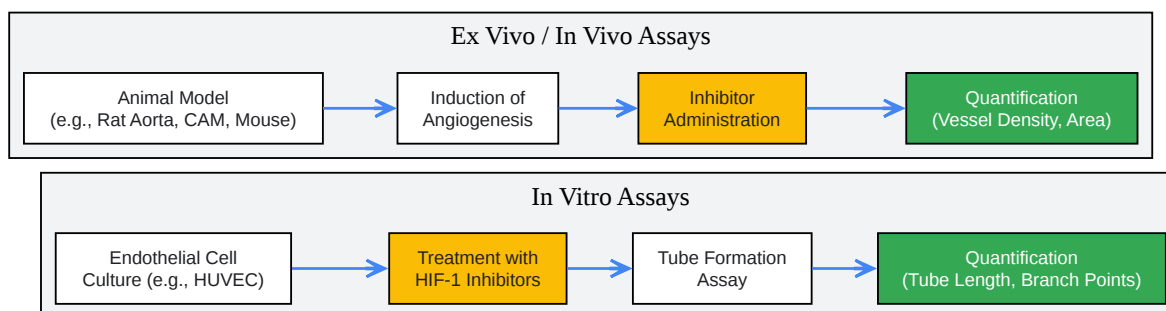 Ex Vivo / In Vivo Assays
Animal Model
(e.g., Rat Aorta, CAM, Mouse)
Induction of
Angiogenesis
Inhibitor
Administration
Quantification
(Vessel Density, Area)
In Vitro Assays
Endothelial Cell
Culture (e.g., HUVEC)
Treatment with
HIF-1 Inhibitors
Tube Formation
Assay
Quantification
(Tube Length, Branch Points)